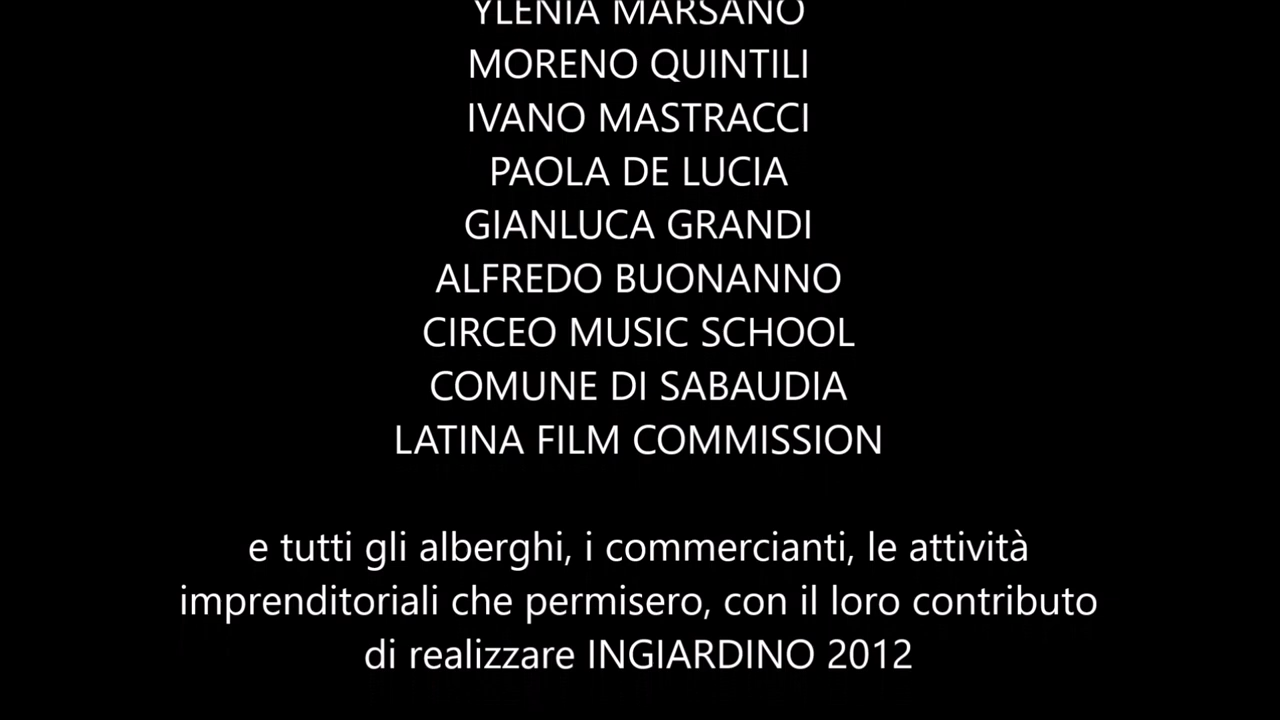 YLENIA MARSANO
MORENO QUINTILI
IVANO MASTRACCI
PAOLA DE LUCIA
GIANLUCA GRANDI
ALFREDO BUONANNO
CIRCEO MUSIC SCHOOL
COMUNE DI SABAUDIA
LATINA FILM COMMISSION
e tutti gli alberghi, i commercianti, le attività
imprenditoriali che permisero, con il loro contributo
di realizzare INGIARDINO 2012